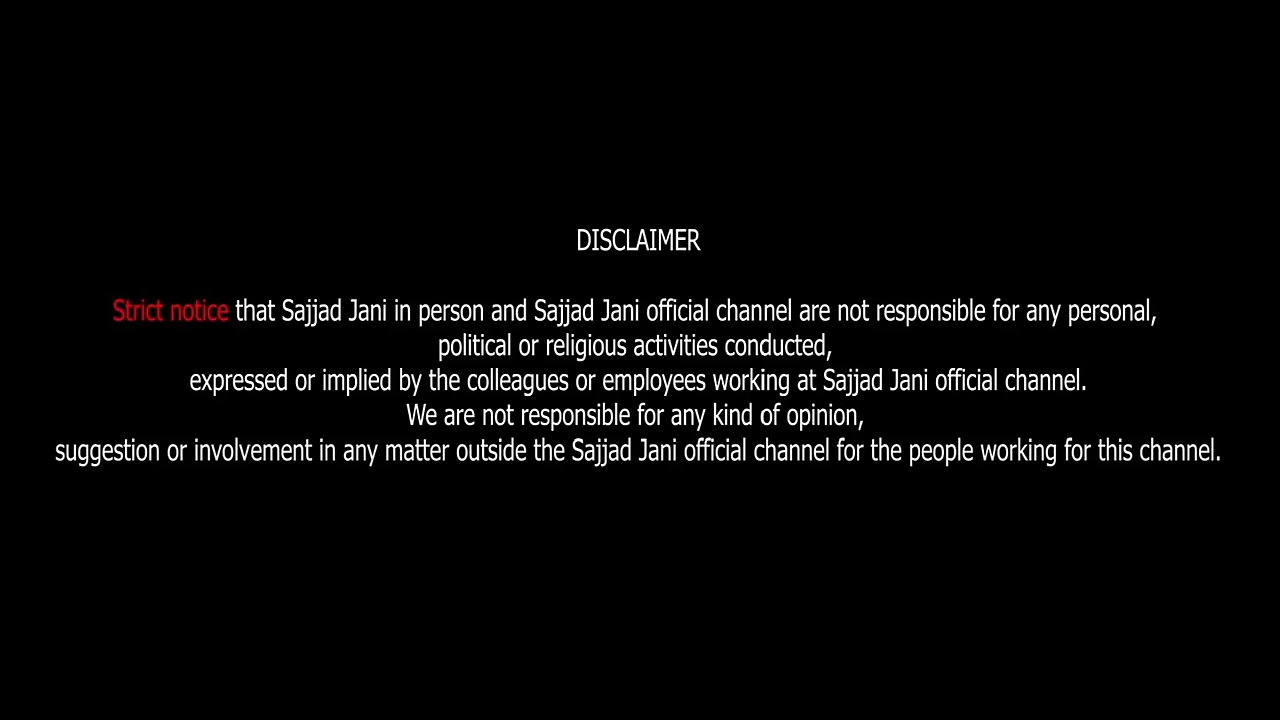 DISCLAIMER
Strict notice that Sajjad Jani in person and Sajjad Jani official channel are not responsible for any personal,
political or religious activities conducted,
expressed or implied by the colleagues or employees working at Sajjad Jani official channel.
We are not responsible for any kind of opinion,
suggestion or involvement in any matter outside the Sajjad Jani official channel for the people working for this channel.